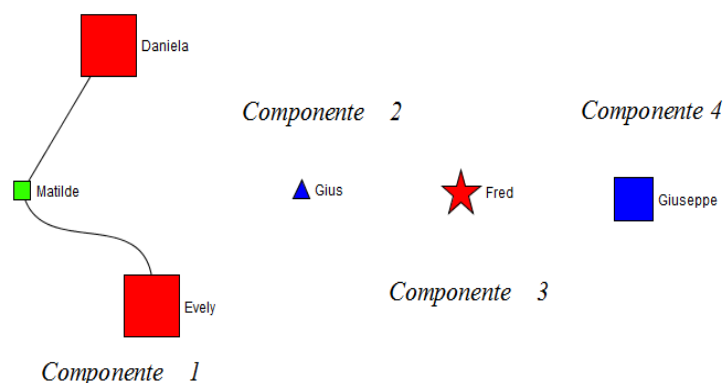 Daniela
Componente 2
Componente 4
Matilde
Gius
Fred
Giuseppe
Componente 3
Evely
Componente 1